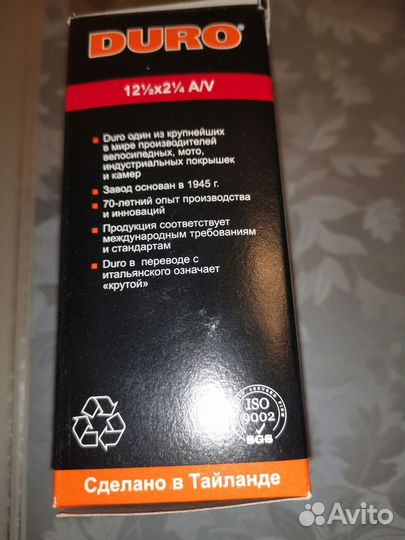 DURO®
12½x2¼ A/V
Duro один из крупнейших
в мире производителей
велосипедных, мото,
индустриальных покрышек
и камер
Завод основан в 1945 г.
70-летний опыт производства
и инноваций
Продукция соответствует
международным требованиям
и стандартам
Duro в переводе с
итальянского означает
«крутой»
ISO
9002
SGS
Сделано в Тайланде
Avito